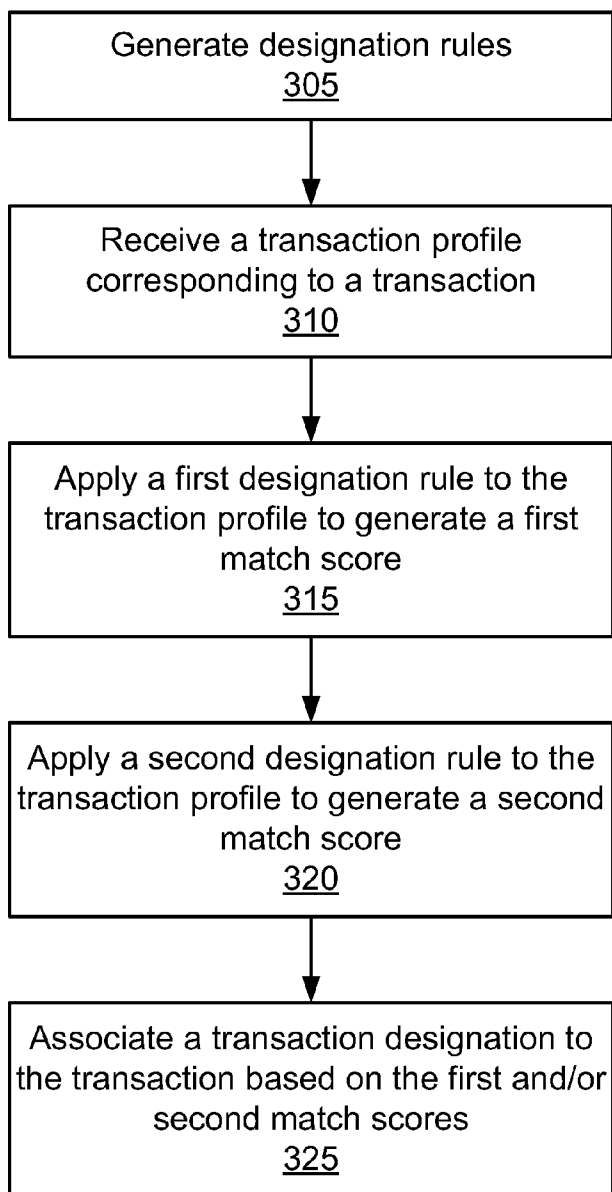 Generate designation rules
305
Receive a transaction profile
corresponding to a transaction
310
Apply a first designation rule to the
transaction profile to generate a first
match score
315
Apply a second designation rule to the
transaction profile to generate a second
match score
320
Associate a transaction designation to
the transaction based on the first and/or
second match scores
325